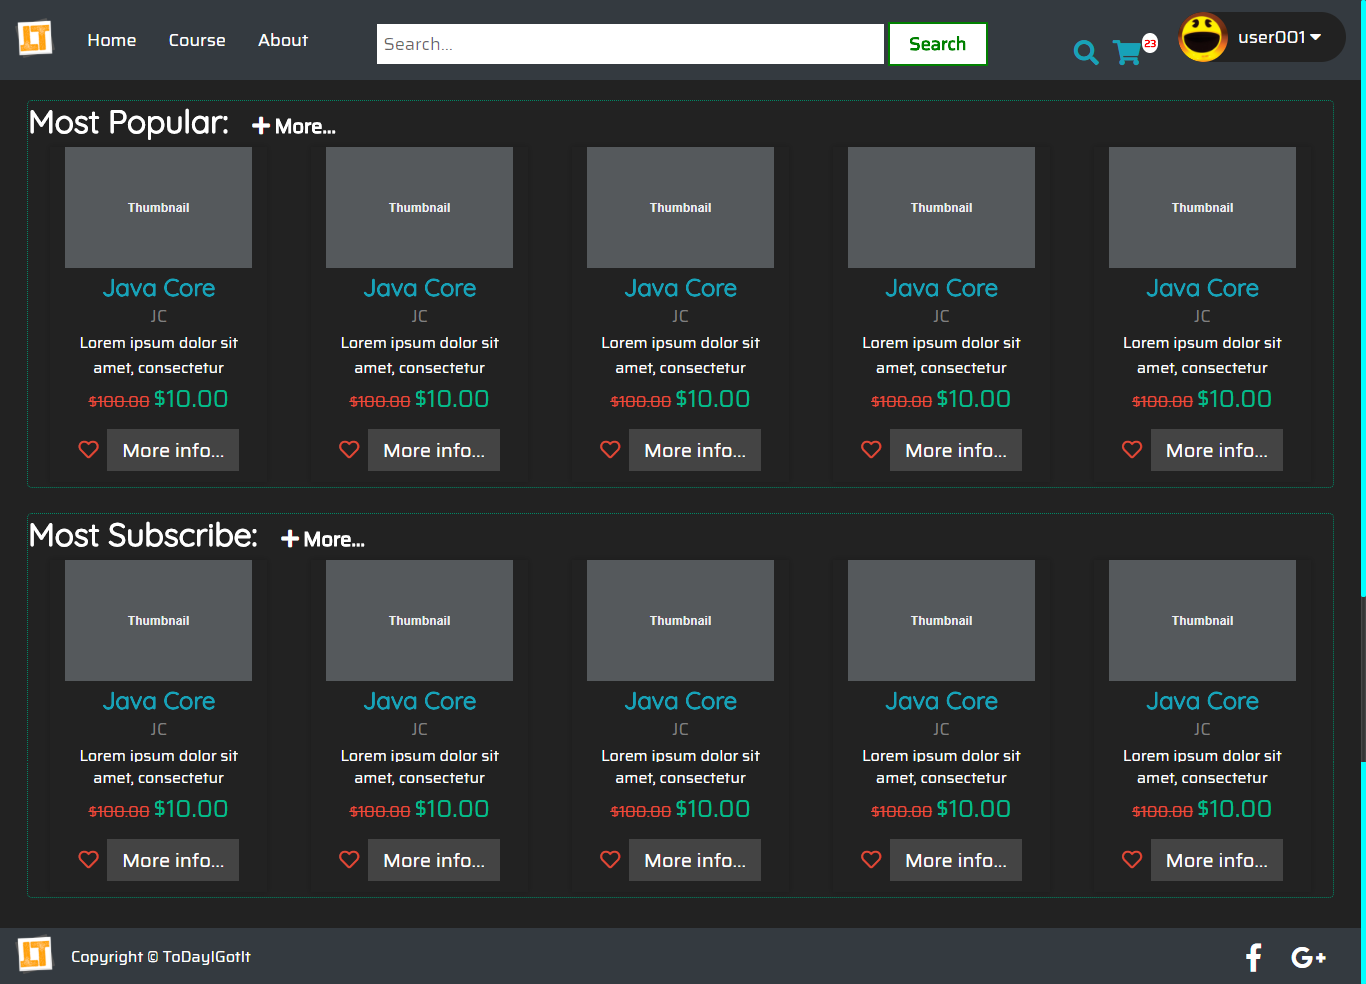 LT
Home Course About Search... Search 23 user001
Most Popular: More...
Thumbnail Thumbnail Thumbnail Thumbnail Thumbnail
Java Core Java Core Java Core Java Core Java Core
JC JC JC JC JC
Lorem ipsum dolor sit Lorem ipsum dolor sit Lorem ipsum dolor sit Lorem ipsum dolor sit Lorem ipsum dolor sit
amet, consectetur amet, consectetur amet, consectetur amet, consectetur amet, consectetur
$100.00 $10.00 $100.00 $10.00 $100.00 $10.00 $100.00 $10.00 $100.00 $10.00
More info... More info... More info... More info... More info...
Most Subscribe: More...
Thumbnail Thumbnail Thumbnail Thumbnail Thumbnail
Java Core Java Core Java Core Java Core Java Core
JC JC JC JC JC
Lorem ipsum dolor sit Lorem ipsum dolor sit Lorem ipsum dolor sit Lorem ipsum dolor sit Lorem ipsum dolor sit
amet, consectetur amet, consectetur amet, consectetur amet, consectetur amet, consectetur
$100.00 $10.00 $100.00 $10.00 $100.00 $10.00 $100.00 $10.00 $100.00 $10.00
More info... More info... More info... More info... More info...
LT Copyright © ToDayIGotIt f G+